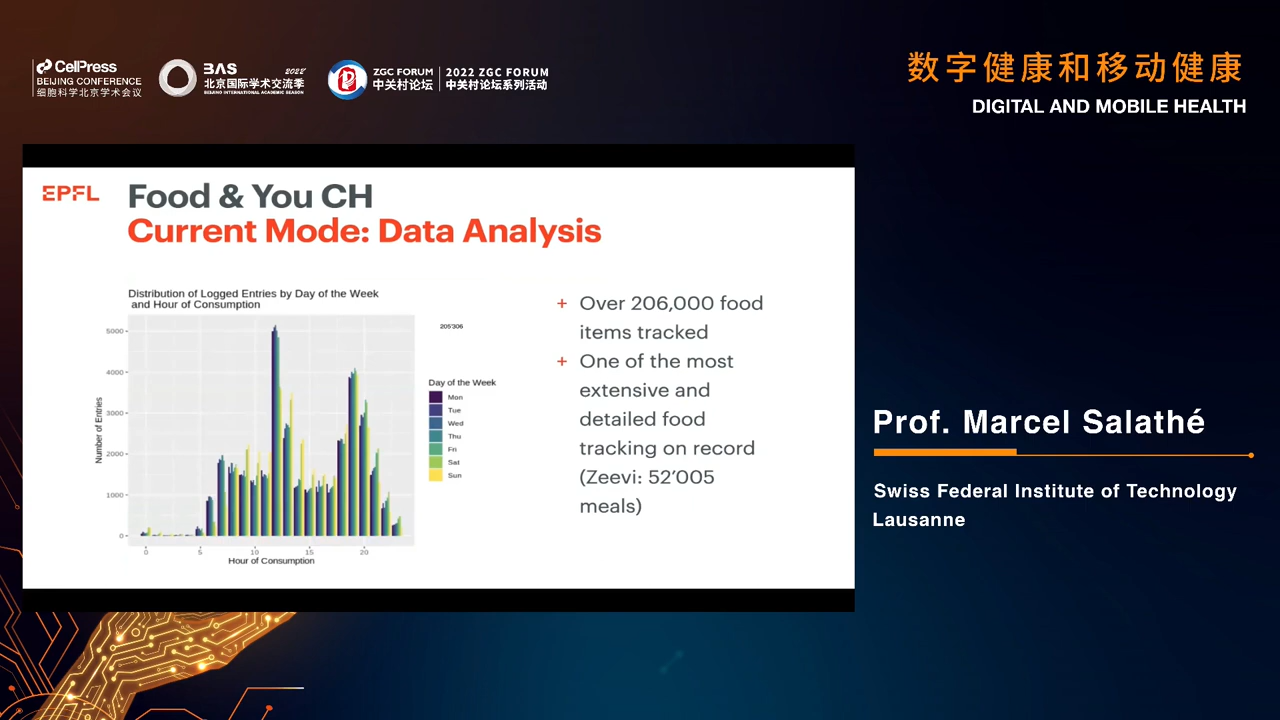 CellPress
BEIJING CONFERENCE
细胞科学北京学术会议
BAS 2022
北京国际学术交流季
BEIJING INTERNATIONAL ACADEMIC SEASON
ZGC FORUM
中关村论坛
2022 ZGC FORUM
中关村论坛系列活动
数字健康和移动健康
DIGITAL AND MOBILE HEALTH
EPFL
Food & You CH
Current Mode: Data Analysis
Distribution of Logged Entries by Day of the Week
and Hour of Consumption
205'306
Number of Entries
5000
4000
3000
2000
1000
0
0 5 10 15 20
Hour of Consumption
Day of the Week
Mon
Tue
Wed
Thu
Fri
Sat
Sun
+ Over 206,000 food
items tracked
+ One of the most
extensive and
detailed food
tracking on record
(Zeevi: 52’005
meals)
Prof. Marcel Salathé
Swiss Federal Institute of Technology
Lausanne